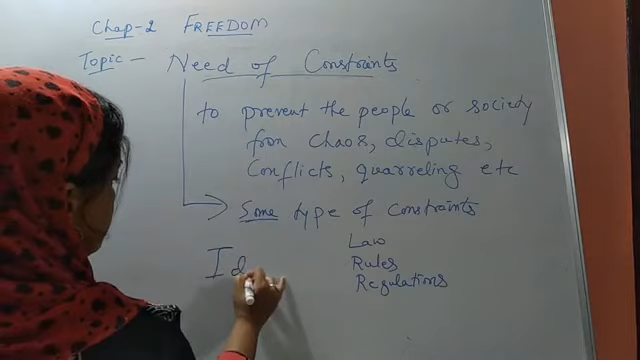 Chap-2 FREEDOM
Topic - Need of Constraints
to prevent the people or society
from Chaos, disputes,
Conflicts, quarreling etc
Some type of constraints
Law
Rules
Regulations
Id